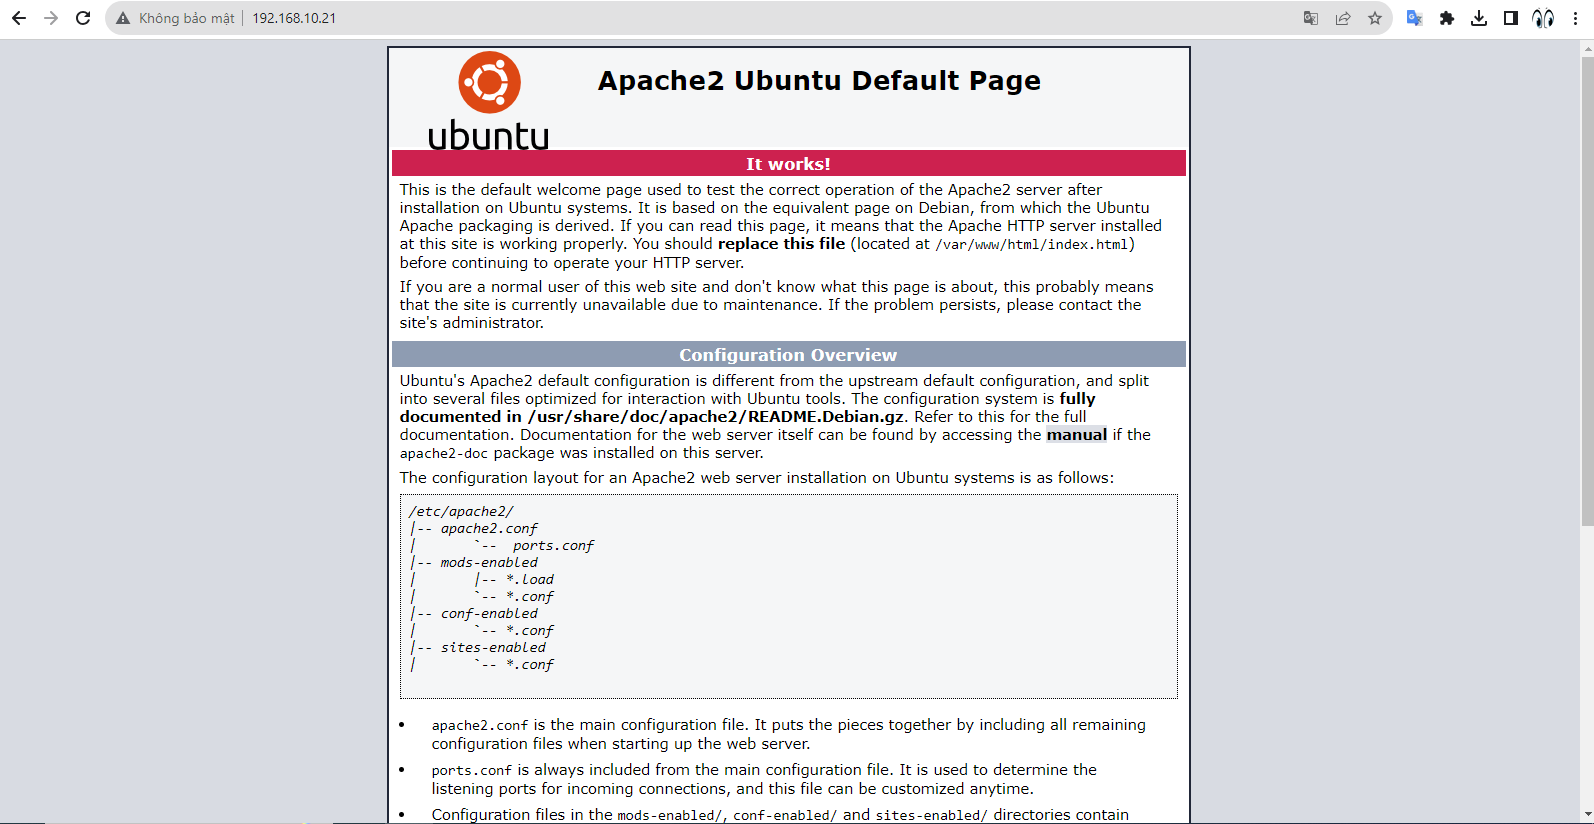 Không bảo mật | 192.168.10.21
ubuntu
Apache2 Ubuntu Default Page
It works!
This is the default welcome page used to test the correct operation of the Apache2 server after
installation on Ubuntu systems. It is based on the equivalent page on Debian, from which the Ubuntu
Apache packaging is derived. If you can read this page, it means that the Apache HTTP server installed
at this site is working properly. You should replace this file (located at /var/www/html/index.html)
before continuing to operate your HTTP server.
If you are a normal user of this web site and don't know what this page is about, this probably means
that the site is currently unavailable due to maintenance. If the problem persists, please contact the
site's administrator.
Configuration Overview
Ubuntu's Apache2 default configuration is different from the upstream default configuration, and split
into several files optimized for interaction with Ubuntu tools. The configuration system is fully
documented in /usr/share/doc/apache2/README.Debian.gz. Refer to this for the full
documentation. Documentation for the web server itself can be found by accessing the manual if the
apache2-doc package was installed on this server.
The configuration layout for an Apache2 web server installation on Ubuntu systems is as follows:
/etc/apache2/
|-- apache2.conf
|       `--  ports.conf
|-- mods-enabled
|       |-- *.load
|       `-- *.conf
|-- conf-enabled
|       `-- *.conf
|-- sites-enabled
|       `-- *.conf
• apache2.conf is the main configuration file. It puts the pieces together by including all remaining
configuration files when starting up the web server.
• ports.conf is always included from the main configuration file. It is used to determine the
listening ports for incoming connections, and this file can be customized anytime.
• Configuration files in the mods-enabled/, conf-enabled/ and sites-enabled/ directories contain